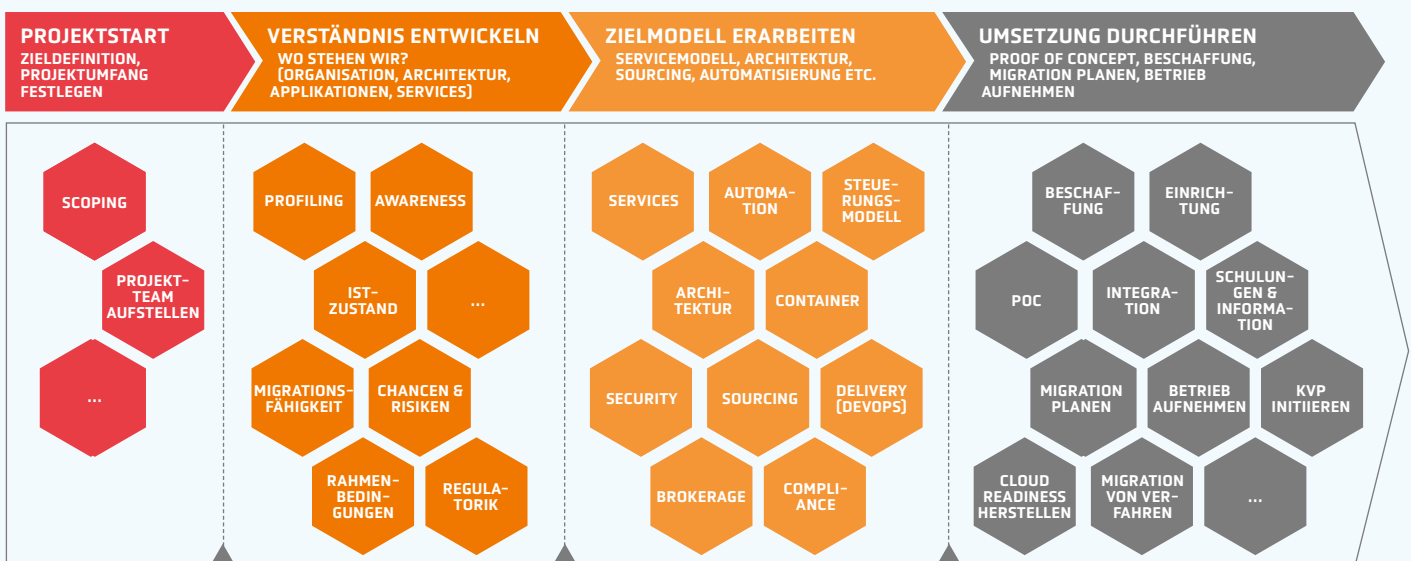 PROJEKTSTART
ZIELDEFINITION,
PROJEKTUMFANG
FESTLEGEN
VERSTÄNDNIS ENTWICKELN
WO STEHEN WIR?
(ORGANISATION, ARCHITEKTUR,
APPLIKATIONEN, SERVICES)
ZIELMODELL ERARBEITEN
SERVICEMODELL, ARCHITEKTUR,
SOURCING, AUTOMATISIERUNG ETC.
UMSETZUNG DURCHFÜHREN
PROOF OF CONCEPT, BESCHAFFUNG,
MIGRATION PLANEN, BETRIEB
AUFNEHMEN
SCOPING
PROJEKT-
TEAM
AUFSTELLEN
...
PROFILING
AWARENESS
IST-
ZUSTAND
...
MIGRATIONS-
FÄHIGKEIT
CHANCEN &
RISIKEN
RAHMEN-
BEDIN-
GUNGEN
REGULA-
TORIK
SERVICES
AUTOMA-
TION
STEUE-
RUNGS-
MODELL
ARCHI-
TEKTUR
CONTAINER
SECURITY
SOURCING
DELIVERY
(DEVOPS)
BROKERAGE
COMPLI-
ANCE
BESCHAF-
FUNG
EINRICH-
TUNG
POC
INTEGRA-
TION
SCHULUN-
GEN &
INFORMA-
TION
MIGRATION
PLANEN
BETRIEB
AUFNEHMEN
KVP
INITIIEREN
CLOUD
READINESS
HERSTELLEN
MIGRATION
VON VER-
FAHREN
...